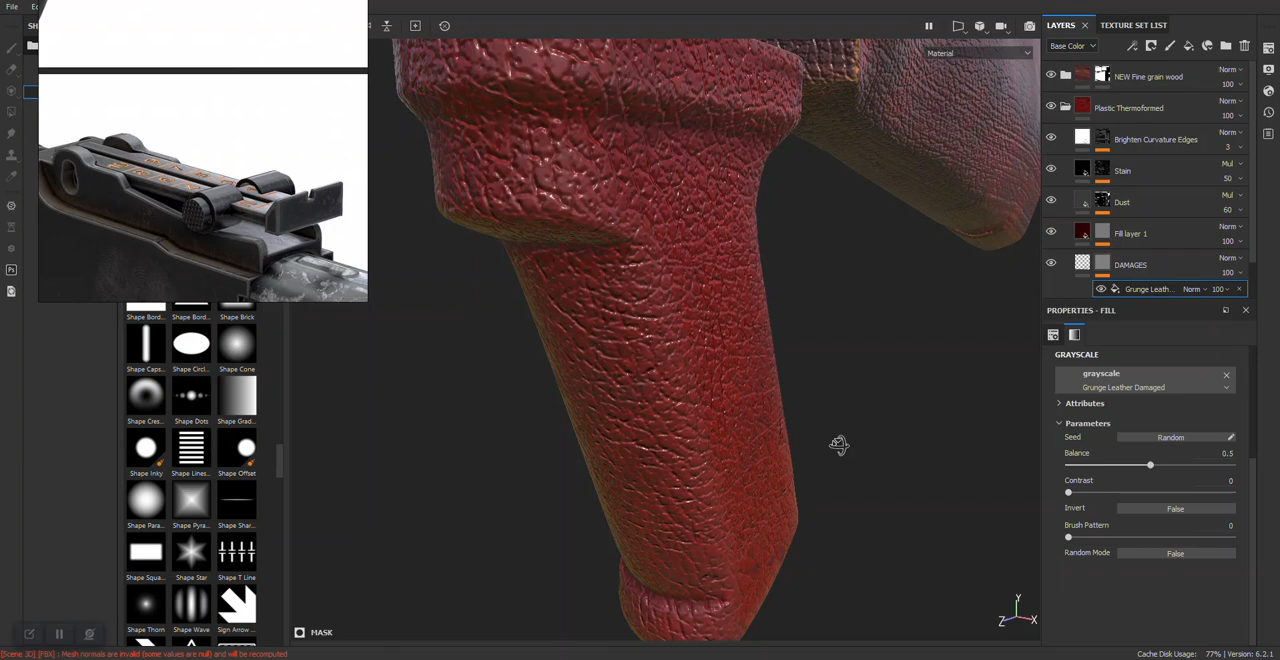 File
LAYERS
TEXTURE SET LIST
Material
Base Color
NEW Fine grain wood
Norm
100
Plastic Thermoformed
Norm
100
Brighten Curvature Edges
Norm
3
Stain
Mul
50
Dust
Mul
60
Fill layer 1
Norm
100
DAMAGES
Norm
100
Grunge Leath... Norm 100
PROPERTIES - FILL
GRAYSCALE
grayscale
Grunge Leather Damaged
Attributes
Parameters
Seed Random
Balance 0.5
Contrast 0
Invert False
Brush Pattern 0
Random Mode False
Shape Bord... Shape Bord... Shape Brick
Shape Caps... Shape Circl... Shape Cone
Shape Cres... Shape Dots Shape Grad...
Shape Inky Shape Lines... Shape Offset
Shape Para... Shape Pyra... Shape Shar...
Shape Squa... Shape Star Shape T Line
Shape Thorn Shape Wave Sign Arrow ...
MASK
Y
Z X
[Scene 3D] [FBX] : Mesh normals are invalid (some values are null) and will be recomputed
Cache Disk Usage: 77% | Version: 6.2.1